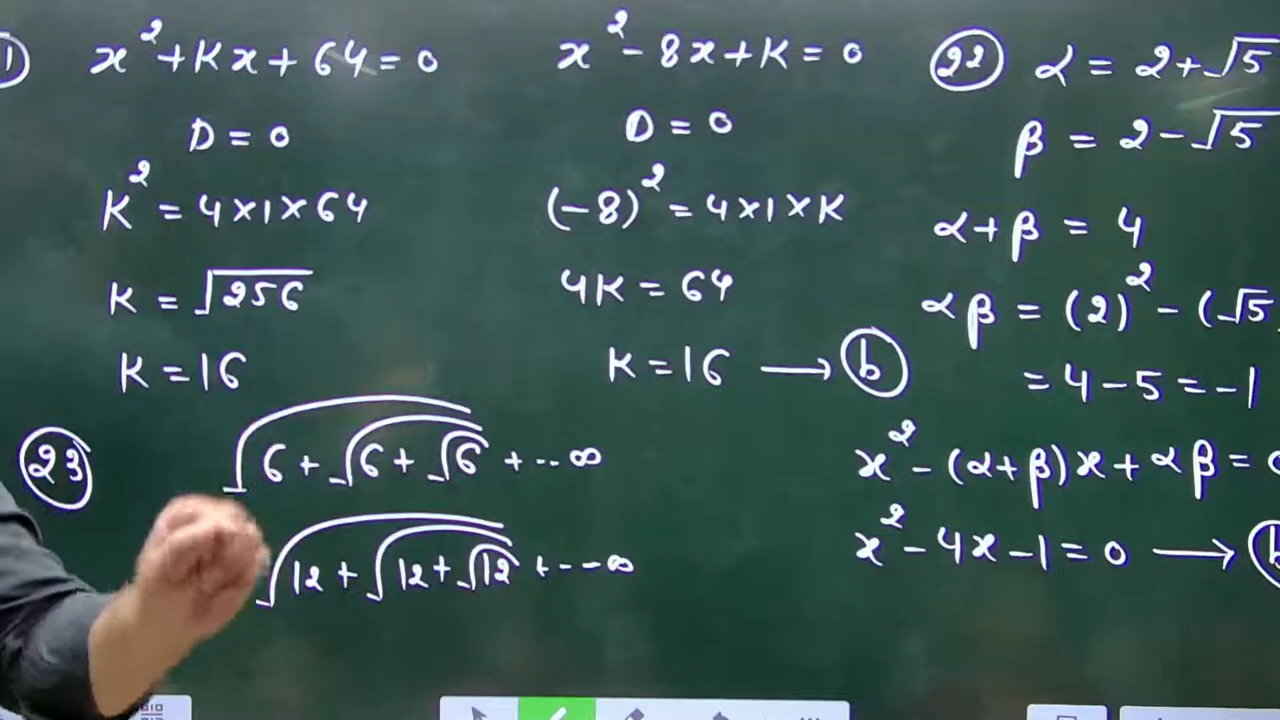 1) x² + Kx + 64 = 0
D = 0
K² = 4×1×64
K = √256
K = 16
x² - 8x + K = 0
D = 0
(-8)² = 4×1×K
4K = 64
K = 16 → (b)
(22) α = 2+√5
β = 2-√5
α+β = 4
αβ = (2)² - (√5
= 4-5 = -1
x² - (α+β)x + αβ = 0
x² - 4x - 1 = 0 → (b
(23) √(6+√(6+√6 + -- ∞
√(12+√(12+√12 + --- ∞